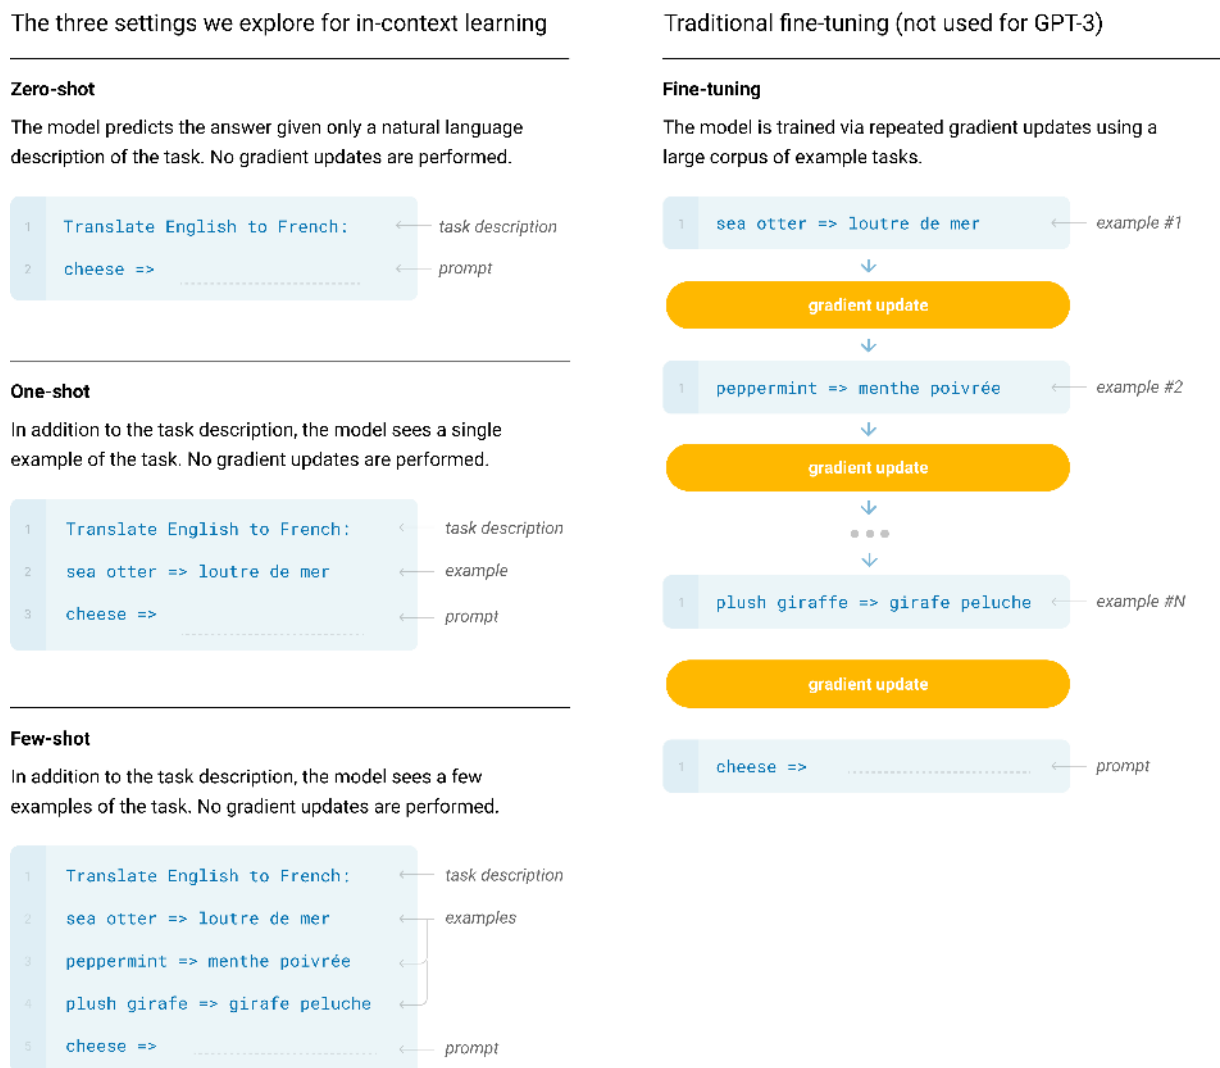 The three settings we explore for in-context learning
Zero-shot
The model predicts the answer given only a natural language
description of the task. No gradient updates are performed.
1 Translate English to French: task description
2 cheese => prompt
One-shot
In addition to the task description, the model sees a single
example of the task. No gradient updates are performed.
1 Translate English to French: task description
2 sea otter => loutre de mer example
3 cheese => prompt
Few-shot
In addition to the task description, the model sees a few
examples of the task. No gradient updates are performed.
1 Translate English to French: task description
2 sea otter => loutre de mer examples
3 peppermint => menthe poivrée
4 plush girafe => girafe peluche
5 cheese => prompt
Traditional fine-tuning (not used for GPT-3)
Fine-tuning
The model is trained via repeated gradient updates using a
large corpus of example tasks.
1 sea otter => loutre de mer example #1
gradient update
1 peppermint => menthe poivrée example #2
gradient update
1 plush giraffe => girafe peluche example #N
gradient update
1 cheese => prompt